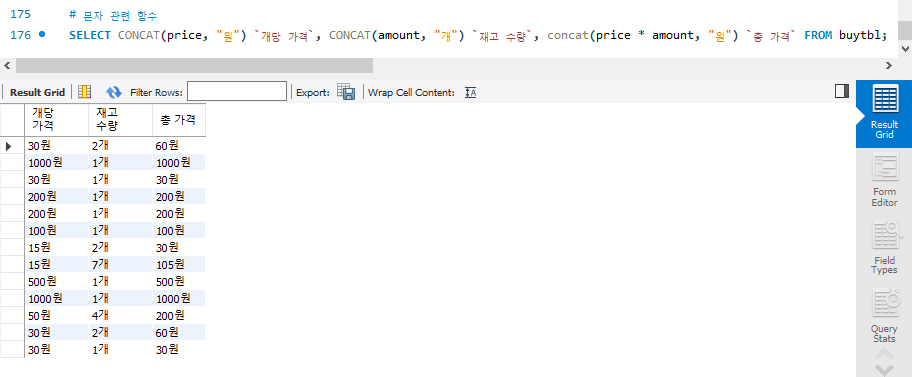 175 # 문자 관련 함수
176 SELECT CONCAT(price, "원") `개당 가격`, CONCAT(amount, "개") `재고 수량`, concat(price * amount, "원") `총 가격` FROM buytbl;
Result Grid Filter Rows: Export: Wrap Cell Content: IA
개당 가격 재고 수량 총 가격
30원 2개 60원
1000원 1개 1000원
30원 1개 30원
200원 1개 200원
200원 1개 200원
100원 1개 100원
15원 2개 30원
15원 7개 105원
500원 1개 500원
1000원 1개 1000원
50원 4개 200원
30원 2개 60원
30원 1개 30원
Result
Grid
Form
Editor
Field
Types
Query
Stats